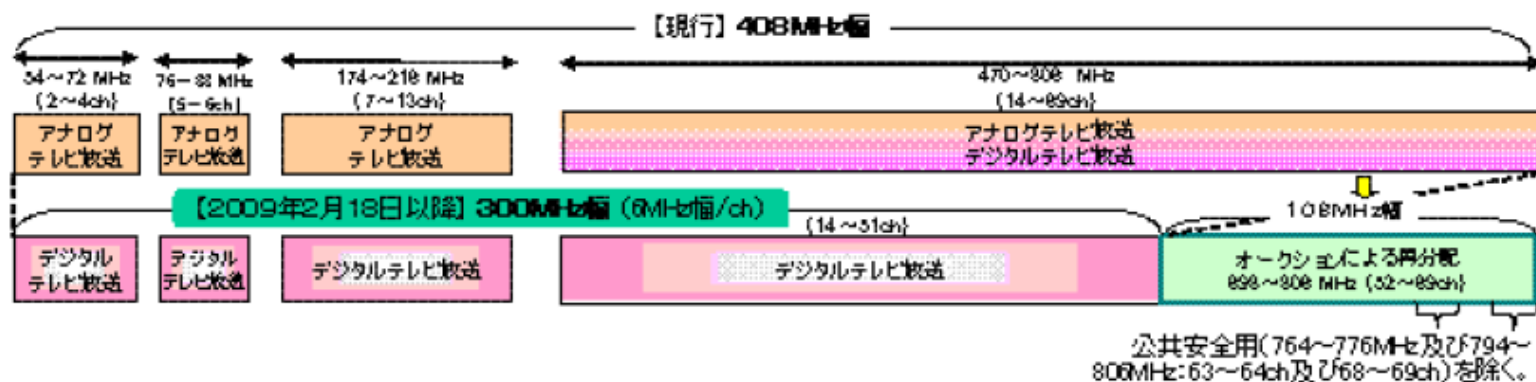 【現行】408MHz幅
54～72 MHz
(2～4ch)
76～88 MHz
(5～6ch)
174～216 MHz
(7～13ch)
470～806 MHz
(14～69ch)
アナログ
テレビ放送
アナログ
テレビ放送
アナログ
テレビ放送
アナログテレビ放送
デジタルテレビ放送
【2009年2月18日以降】300MHz幅（6MHz幅/ch）
(14～51ch)
108MHz幅
デジタル
テレビ放送
デジタル
テレビ放送
デジタルテレビ放送
デジタルテレビ放送
オークションによる再分配
698～806 MHz (52～69ch)
公共安全用(764～776MHz及び794～
806MHz:63～64ch及び68～69ch)を除く。